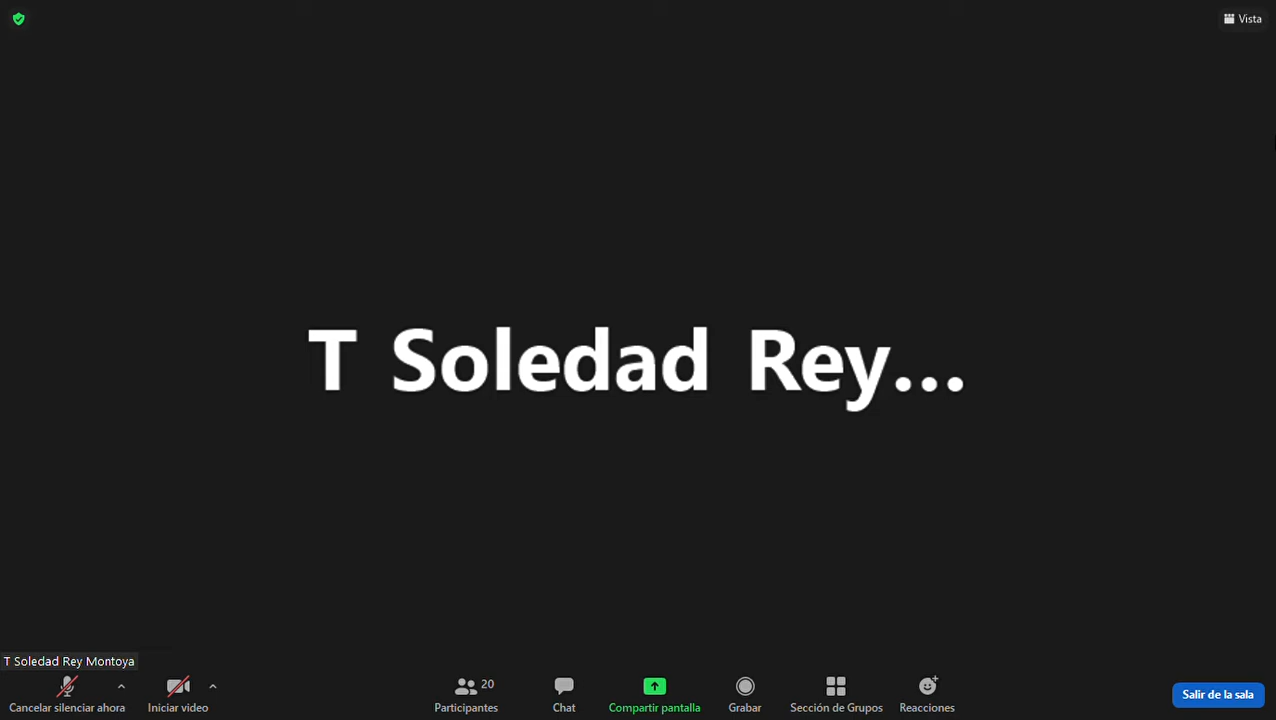 Vista
T Soledad Rey...
T Soledad Rey Montoya
Cancelar silenciar ahora
Iniciar video
Participantes
20
Chat
Compartir pantalla
Grabar
Sección de Grupos
Reacciones
Salir de la sala